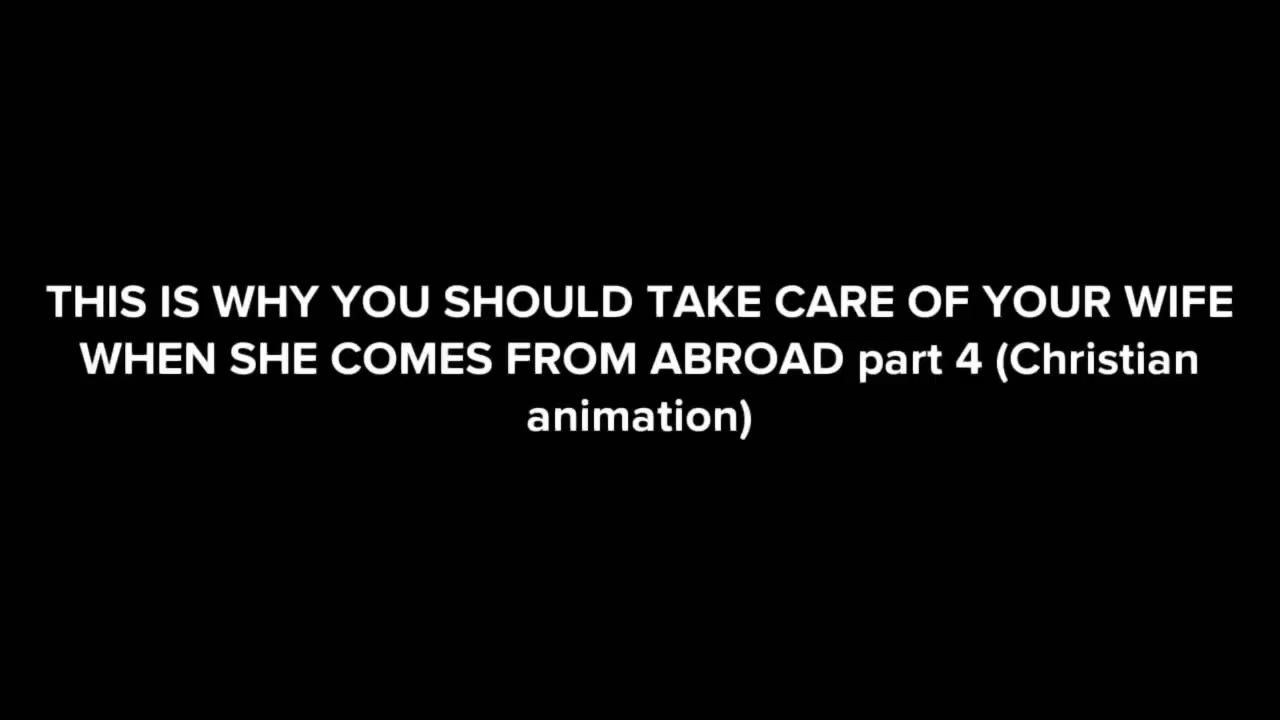 THIS IS WHY YOU SHOULD TAKE CARE OF YOUR WIFE
WHEN SHE COMES FROM ABROAD part 4 (Christian
animation)